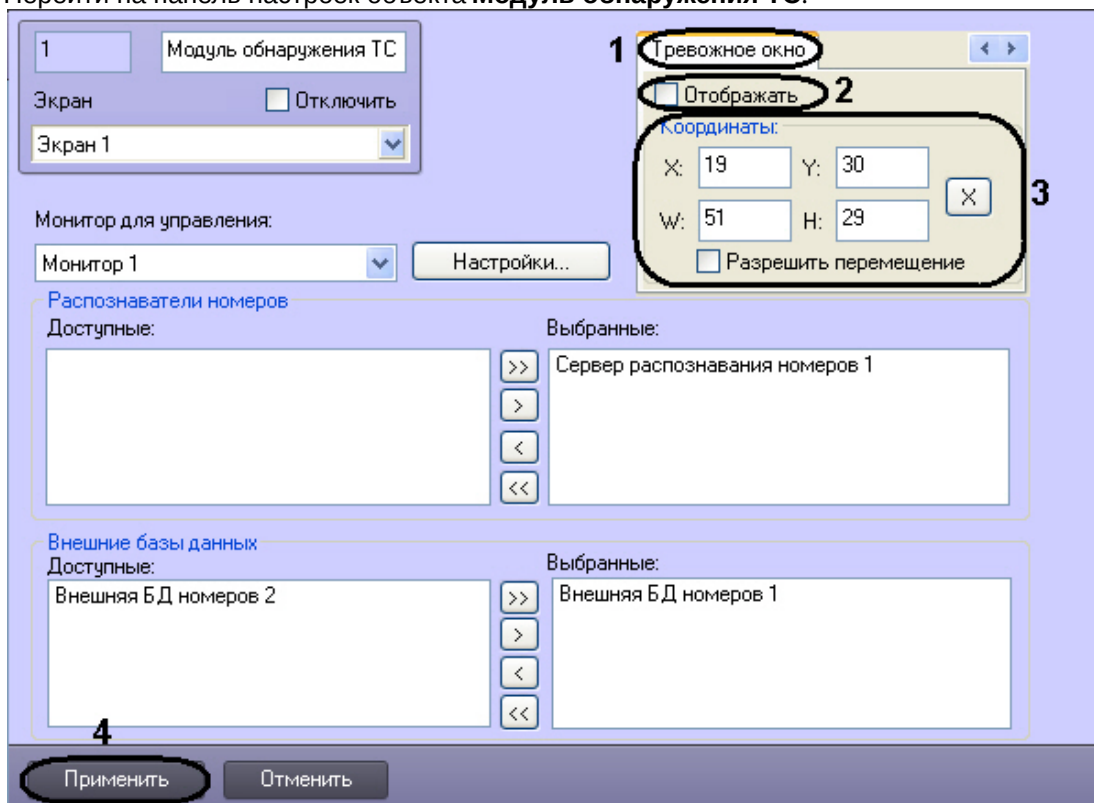 Перейти на панель настроек объекта Модуль обнаружения ТС.
1 Модуль обнаружения ТС
Экран Отключить
Экран 1
1 Тревожное окно
Отображать 2
Координаты:
X: 19 Y: 30 X 3
W: 51 H: 29
Разрешить перемещение
Монитор для управления:
Монитор 1 Настройки...
Распознаватели номеров
Доступные: Выбранные:
Сервер распознавания номеров 1
>>
>
<
<<
Внешние базы данных
Доступные: Выбранные:
Внешняя БД номеров 2 >> Внешняя БД номеров 1
>
<
<<
4
Применить Отменить